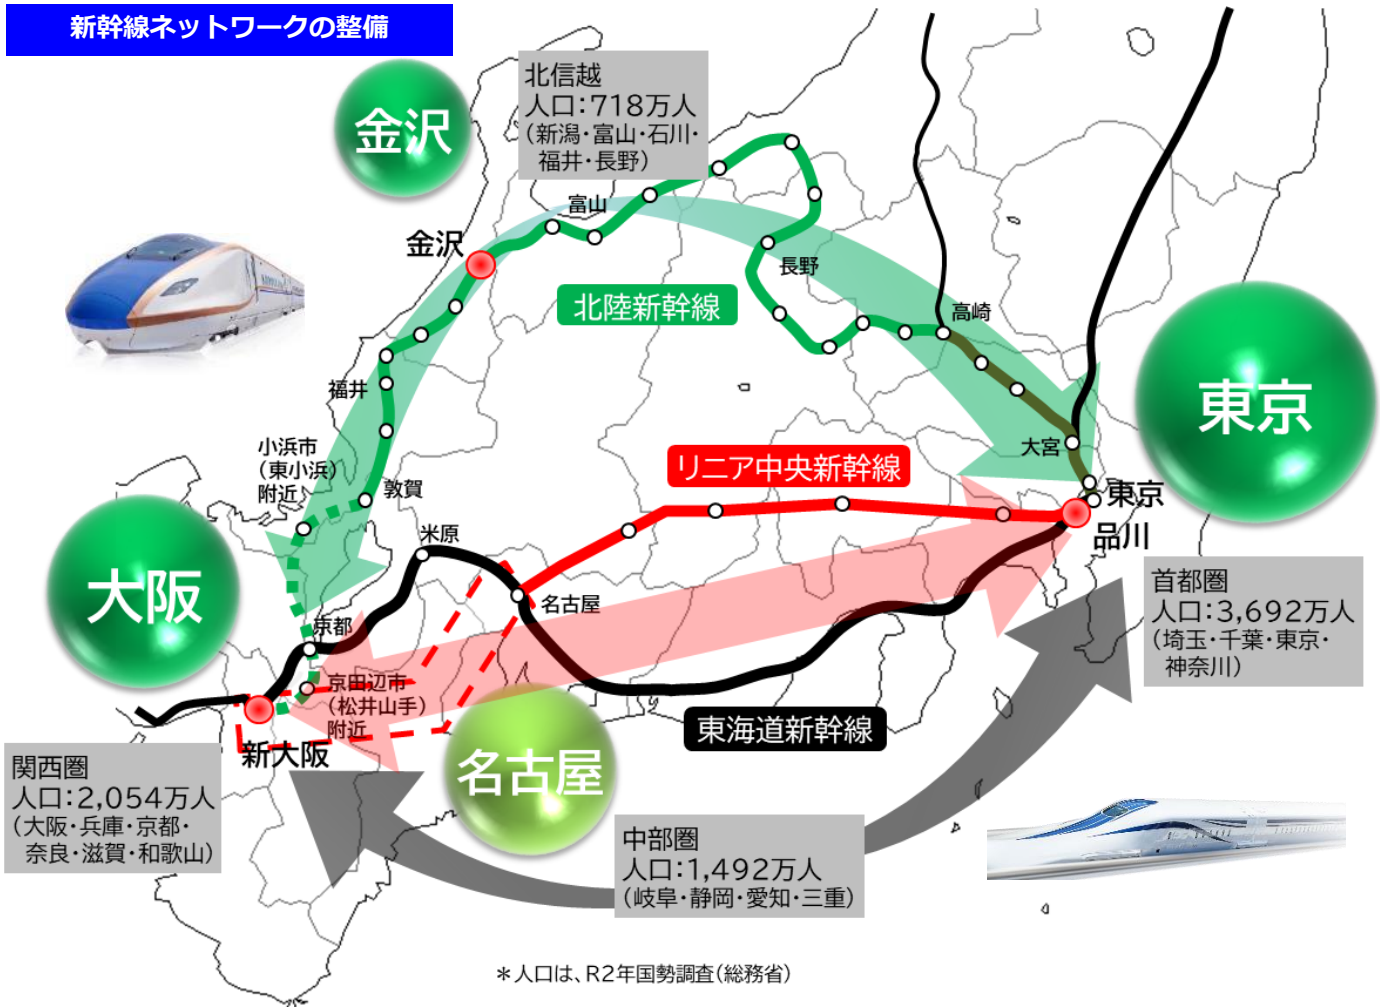 新幹線ネットワークの整備
金沢
北信越
人口：718万人
（新潟・富山・石川・
福井・長野）
富山
金沢
長野
北陸新幹線
高崎
東京
福井
大宮
小浜市
（東小浜）
附近
敦賀
リニア中央新幹線
東京
品川
米原
大阪
名古屋
首都圏
人口：3,692万人
（埼玉・千葉・東京・
神奈川）
京都
京田辺市
（松井山手）
附近
東海道新幹線
新大阪
名古屋
関西圏
人口：2,054万人
（大阪・兵庫・京都・
奈良・滋賀・和歌山）
中部圏
人口：1,492万人
（岐阜・静岡・愛知・三重）
＊人口は、R2年国勢調査（総務省）